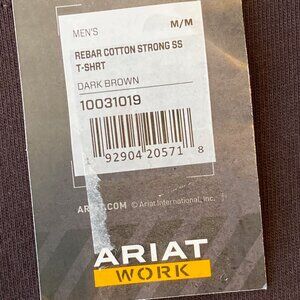 MEN'S M/M
REBAR COTTON STRONG SS
T-SHRT
DARK BROWN
10031019
1 92904 20571 8
ARIAT.COM © Ariat International, Inc.
ARIAT
WORK